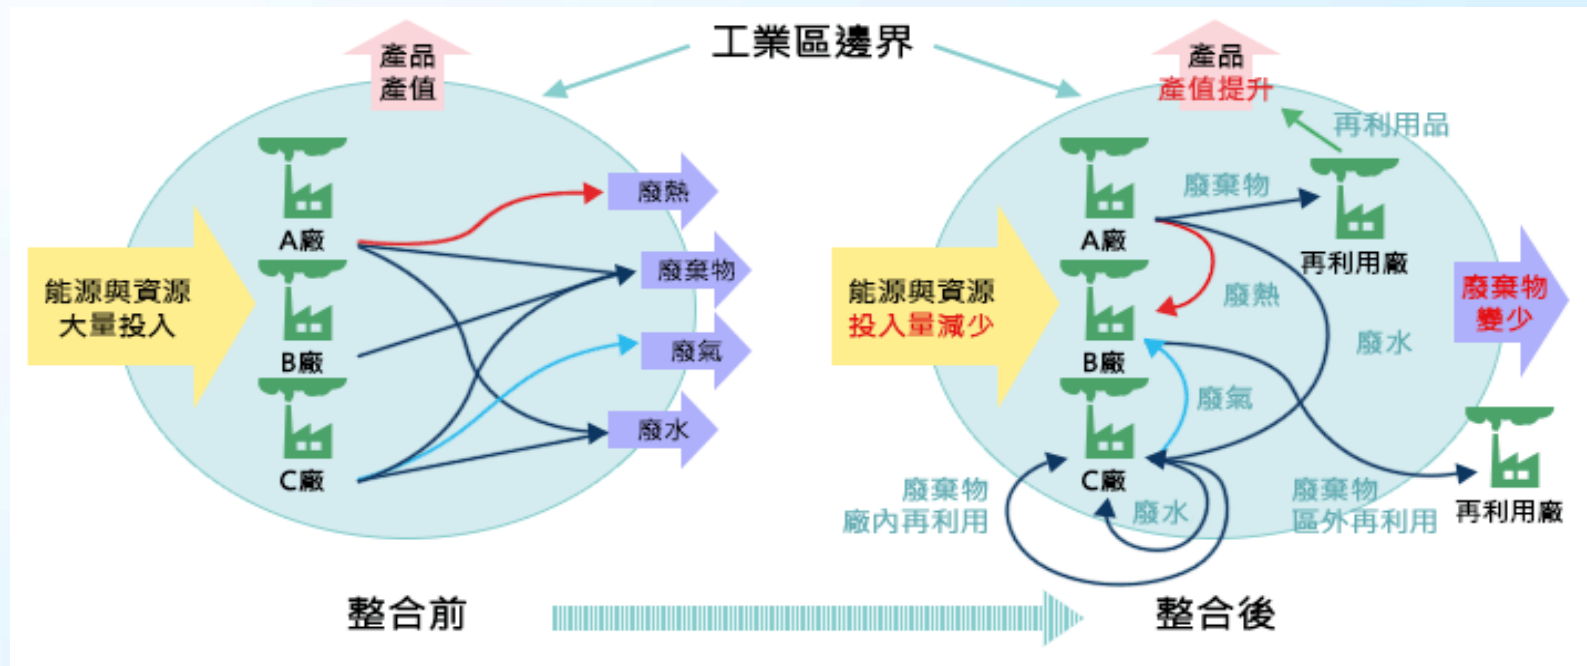 工業區邊界
產品
產值
A廠
B廠
C廠
能源與資源
大量投入
廢熱
廢棄物
廢氣
廢水
整合前
產品
產值提升
再利用品
廢棄物
A廠
再利用廠
能源與資源
投入量減少
廢熱
B廠
廢水
廢棄物
變少
廢氣
C廠
廢棄物
廠內再利用
廢水
廢棄物
區外再利用
再利用廠
整合後